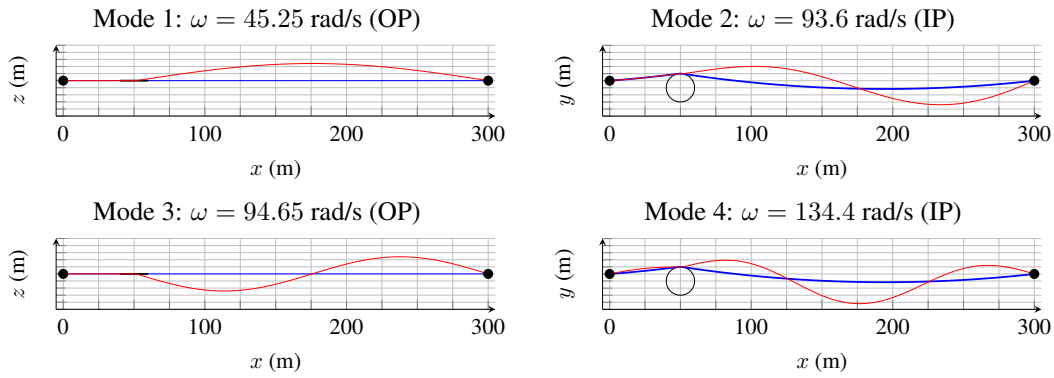 Mode 1: ω = 45.25 rad/s (OP)
z (m)
0 100 200 300
x (m)
Mode 2: ω = 93.6 rad/s (IP)
y (m)
0 100 200 300
x (m)
Mode 3: ω = 94.65 rad/s (OP)
z (m)
0 100 200 300
x (m)
Mode 4: ω = 134.4 rad/s (IP)
y (m)
0 100 200 300
x (m)